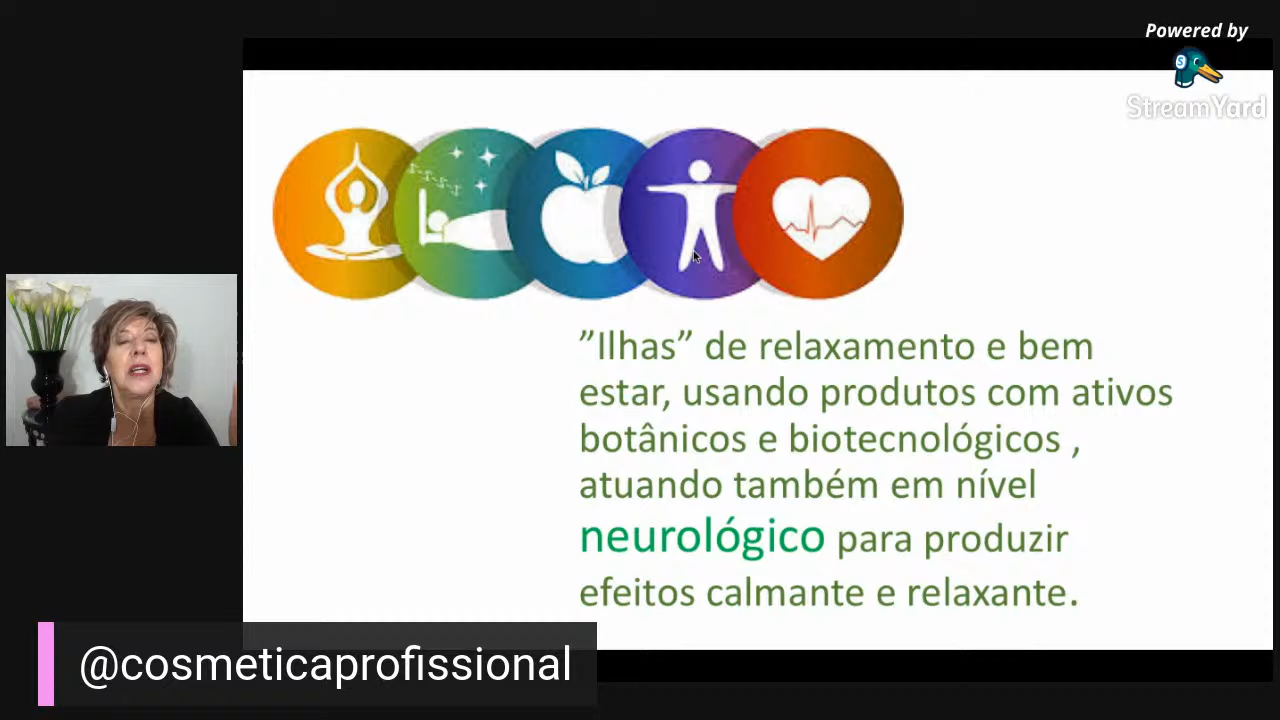 Powered by
StreamYard
”Ilhas” de relaxamento e bem
estar, usando produtos com ativos
botânicos e biotecnológicos ,
atuando também em nível
neurológico para produzir
efeitos calmante e relaxante.
@cosmeticaprofissional